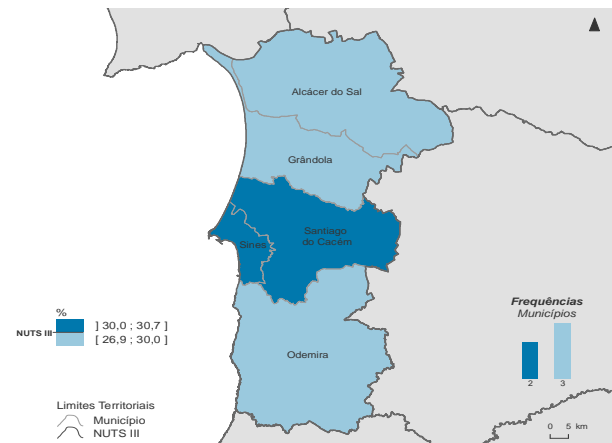 Alcácer do Sal
Grândola
Santiago
do Cacém
Sines
Odemira
%
NUTS III
] 30,0 ; 30,7 ]
[ 26,9 ; 30,0 ]
Limites Territoriais
Município
NUTS III
Frequências
Municípios
2 3
0 5 km